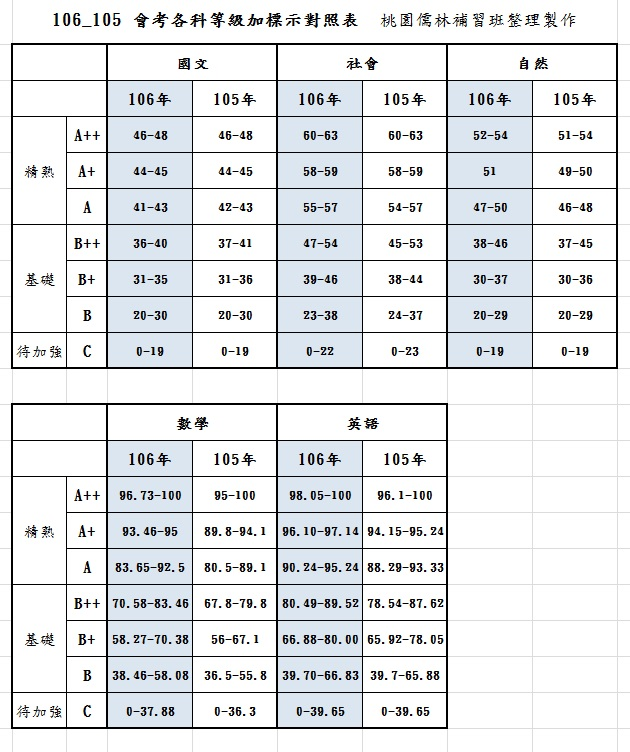 106_105 會考各科等級加標示對照表 桃園儒林補習班整理製作
國文 社會 自然
106年 105年 106年 105年 106年 105年
精熟 A++ 46-48 46-48 60-63 60-63 52-54 51-54
A+ 44-45 44-45 58-59 58-59 51 49-50
A 41-43 42-43 55-57 54-57 47-50 46-48
基礎 B++ 36-40 37-41 47-54 45-53 38-46 37-45
B+ 31-35 31-36 39-46 38-44 30-37 30-36
B 20-30 20-30 23-38 24-37 20-29 20-29
待加強 C 0-19 0-19 0-22 0-23 0-19 0-19
數學 英語
106年 105年 106年 105年
精熟 A++ 96.73-100 95-100 98.05-100 96.1-100
A+ 93.46-95 89.8-94.1 96.10-97.14 94.15-95.24
A 83.65-92.5 80.5-89.1 90.24-95.24 88.29-93.33
基礎 B++ 70.58-83.46 67.8-79.8 80.49-89.52 78.54-87.62
B+ 58.27-70.38 56-67.1 66.88-80.00 65.92-78.05
B 38.46-58.08 36.5-55.8 39.70-66.83 39.7-65.88
待加強 C 0-37.88 0-36.3 0-39.65 0-39.65